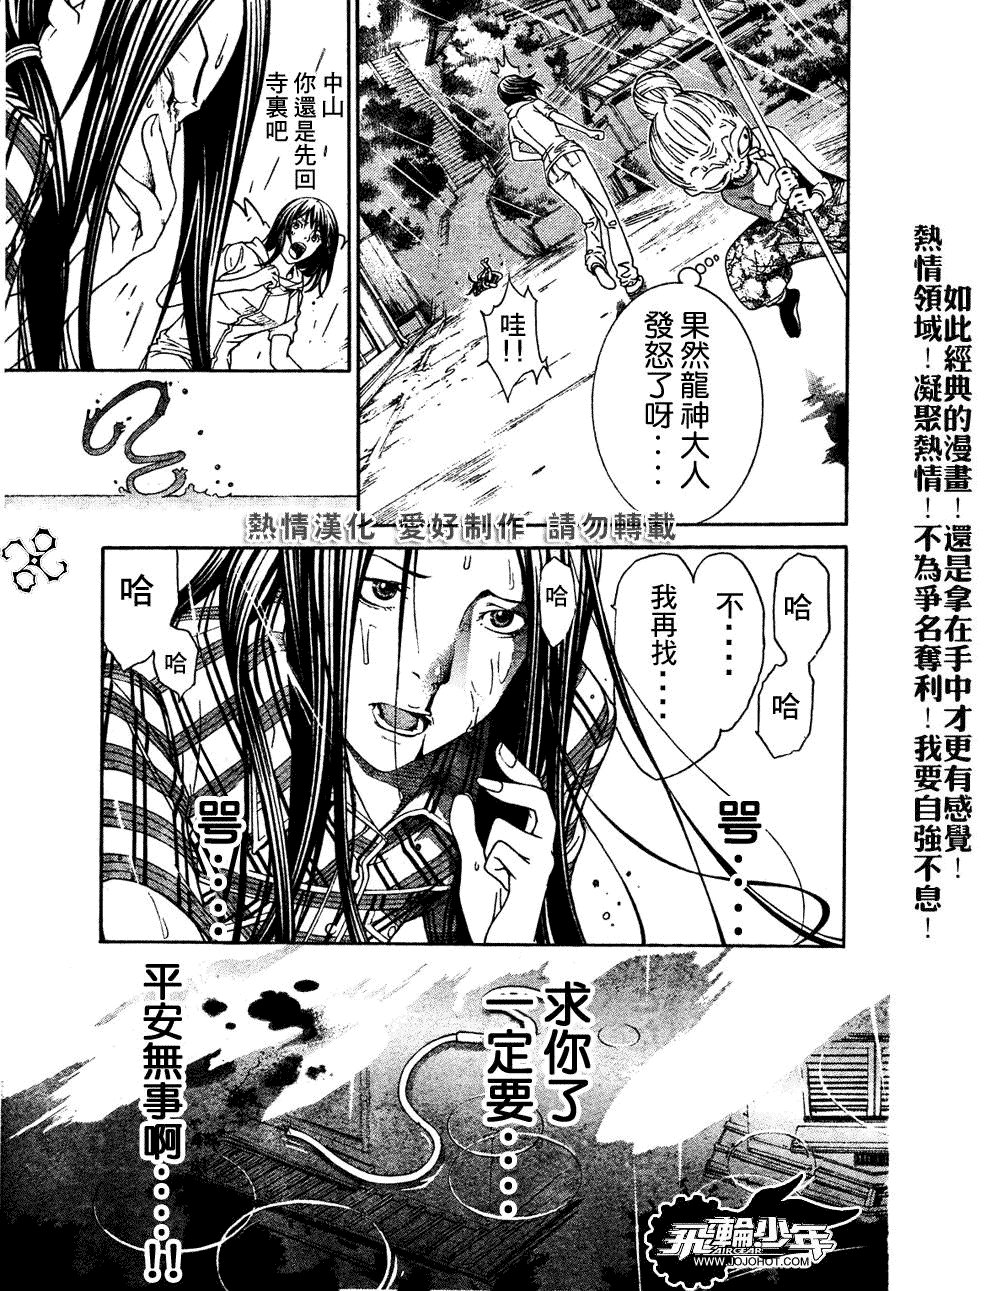 果然龍神大人
發怒了呀....
哇!!
中山
你還是先回
寺裏吧
熱情漢化—愛好制作—請勿轉載
哈
哈
不....
我再找....
哈
哈
哈
咢....
咢....
求你了
一定要.....
平安無事啊.....!!
如此經典的漫畫！還是拿在手中才更有感覺！
熱情領域！凝聚熱情！不為爭名奪利！我要自強不息！
飛輪少年
AIRGEAR
WWW.JOJOHOT.COM